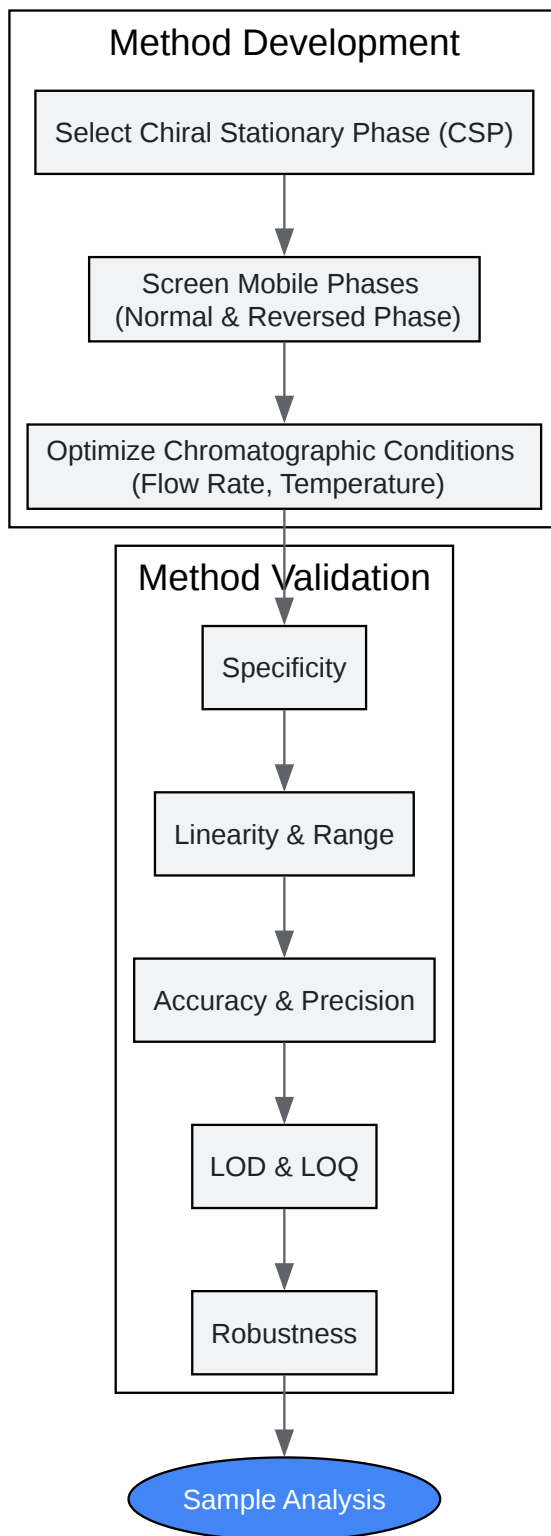 Method Development
Select Chiral Stationary Phase (CSP)
Screen Mobile Phases
(Normal & Reversed Phase)
Optimize Chromatographic Conditions
(Flow Rate, Temperature)
Method Validation
Specificity
Linearity & Range
Accuracy & Precision
LOD & LOQ
Robustness
Sample Analysis